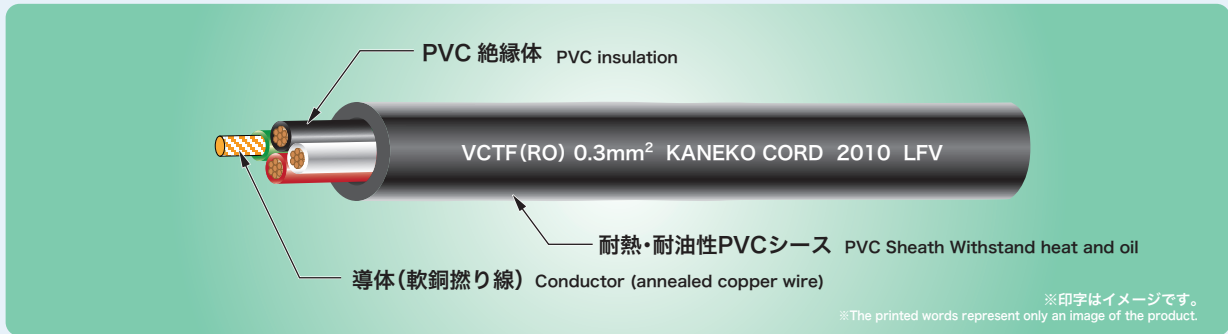 PVC 絶縁体 PVC insulation
VCTF(RO) 0.3mm² KANEKO CORD 2010 LFV
耐熱・耐油性PVCシース PVC Sheath Withstand heat and oil
導体(軟銅撚り線) Conductor (annealed copper wire)
※印字はイメージです。
※The printed words represent only an image of the product.